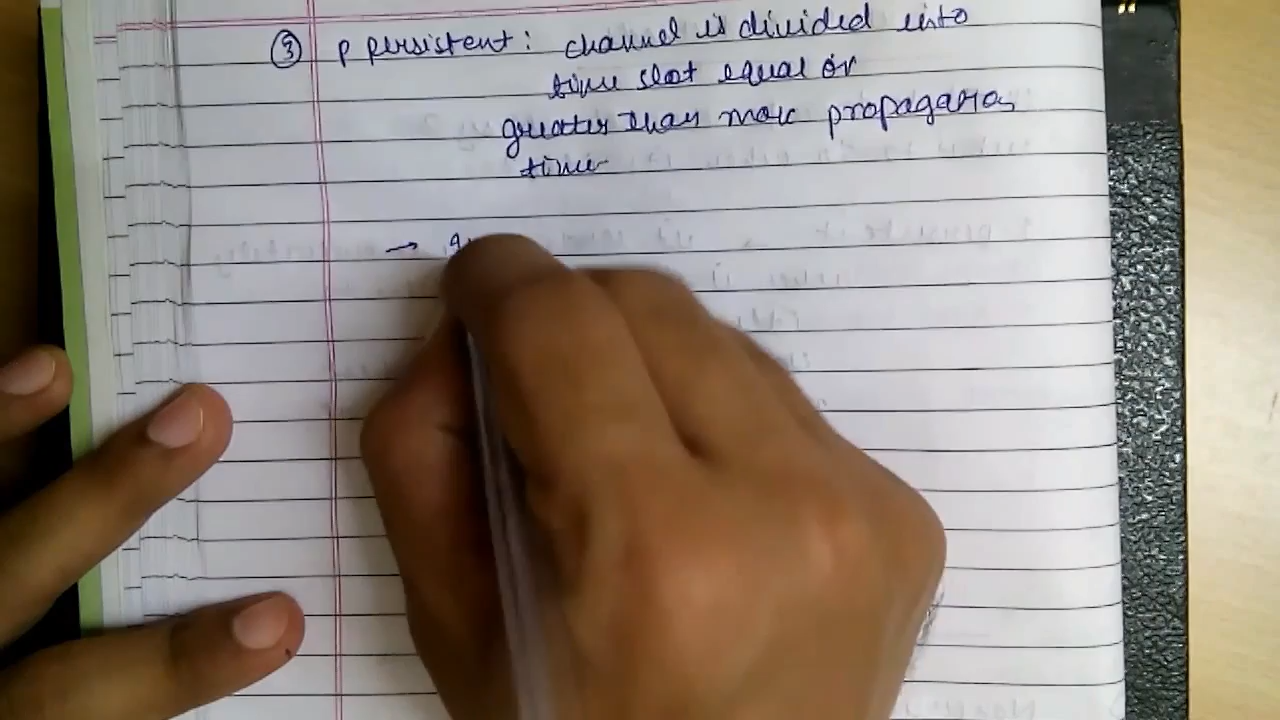 ③ p persistent: channel is divided into
time slot equal or
greater than max propagation
time
→